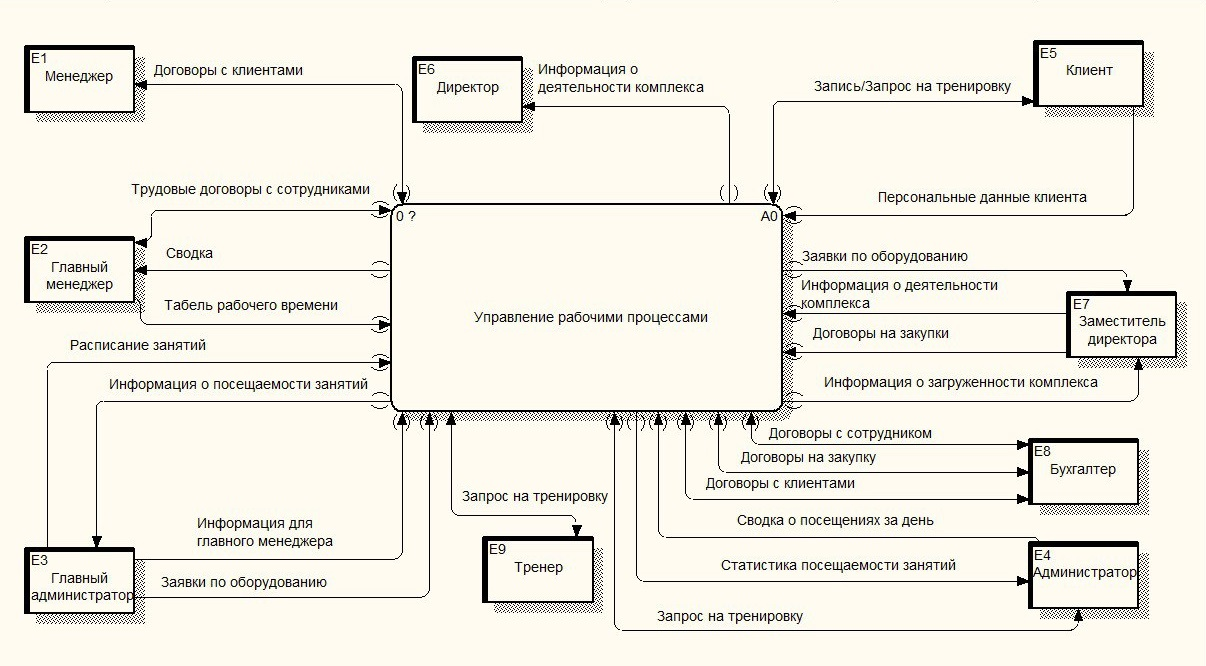 E1
Менеджер
Договоры с клиентами
E6
Директор
Информация о
деятельности комплекса
Запись/Запрос на тренировку
E5
Клиент
Трудовые договоры с сотрудниками
Персональные данные клиента
0 ?
A0
E2
Главный
менеджер
Сводка
Табель рабочего времени
Управление рабочими процессами
Заявки по оборудованию
Информация о деятельности
комплекса
E7
Заместитель
директора
Договоры на закупки
Расписание занятий
Информация о посещаемости занятий
Информация о загруженности комплекса
Договоры с сотрудником
Договоры на закупку
Договоры с клиентами
E8
Бухгалтер
Запрос на тренировку
Информация для
главного менеджера
Сводка о посещениях за день
E3
Главный
администратор
Заявки по оборудованию
E9
Тренер
Статистика посещаемости занятий
E4
Администратор
Запрос на тренировку